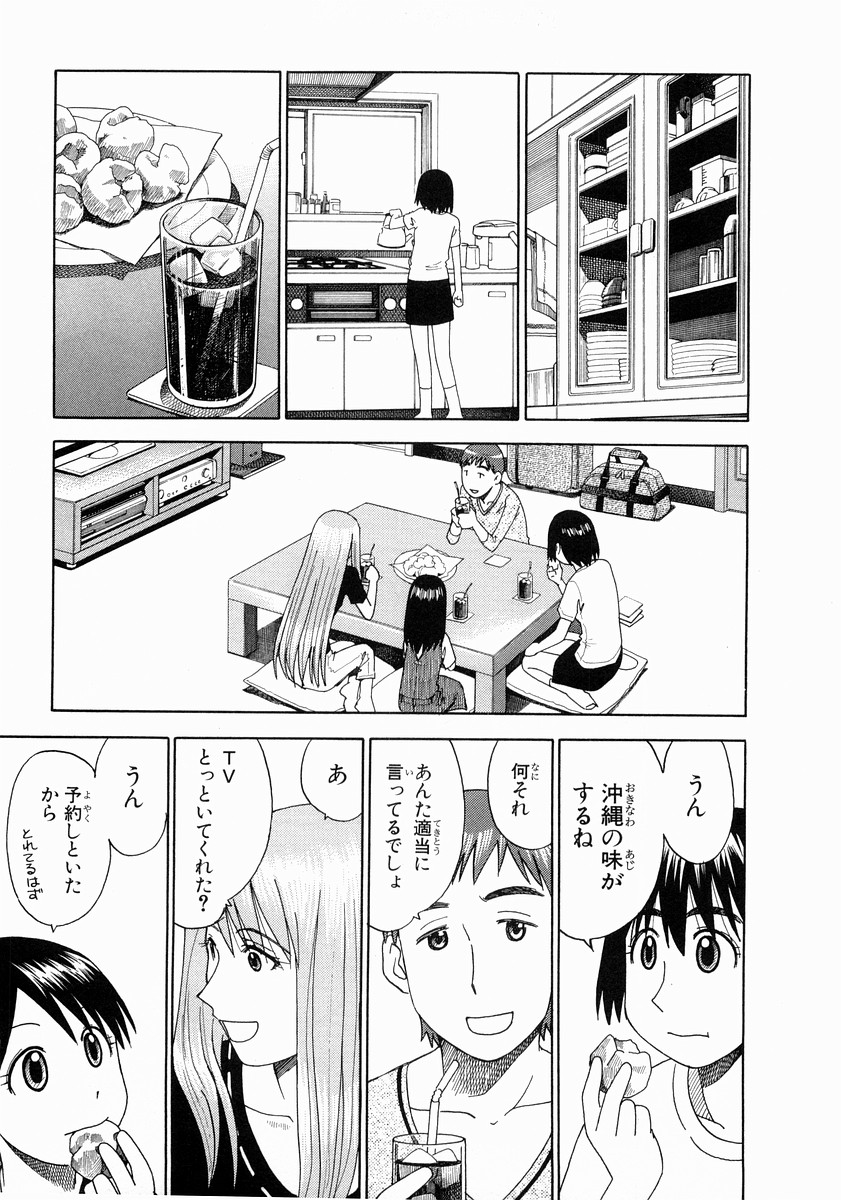 うん
沖縄の味が
するね
何それ
あんた適当に
言ってるでしょ
あ
TV
とっといてくれた?
うん
予約しといた
から
とれてるはず